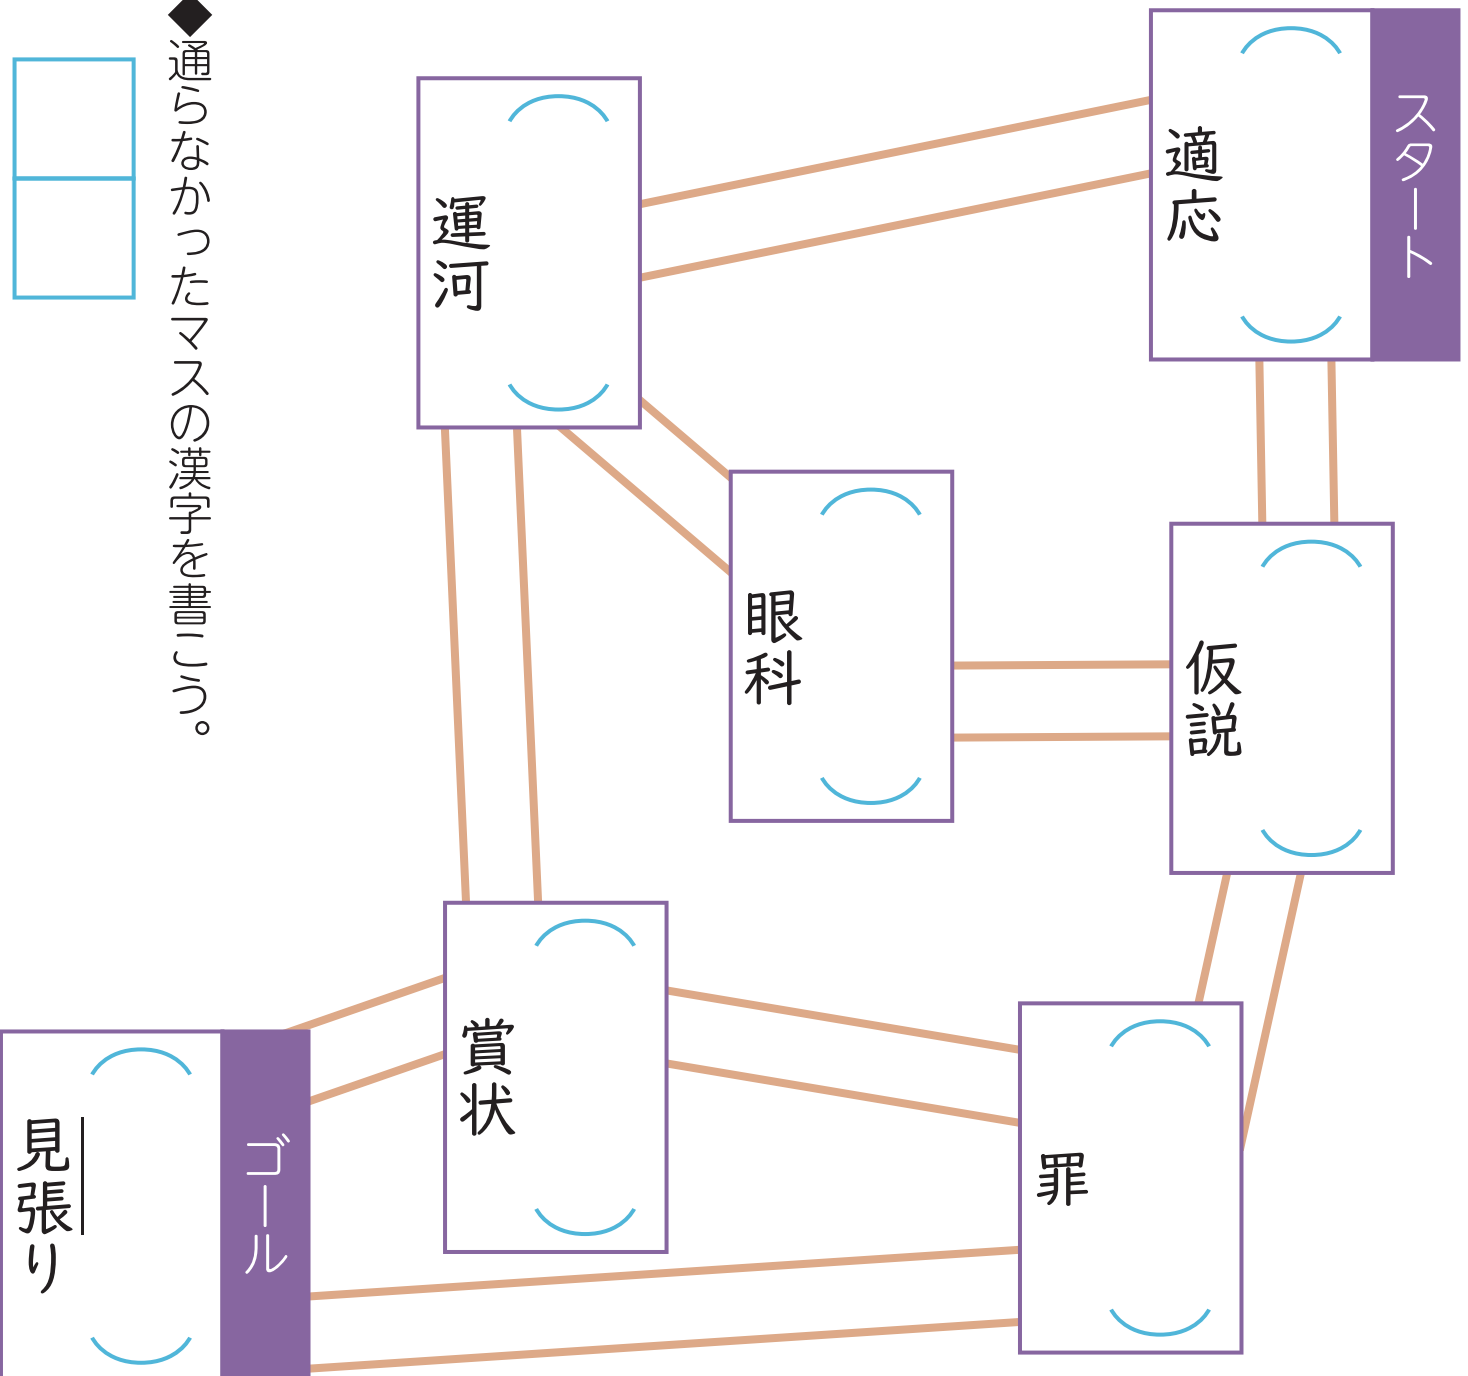 スタート
適応
仮説
罪
眼科
運河
賞状
ゴール
見張り
◆通らなかったマスの漢字を書こう。